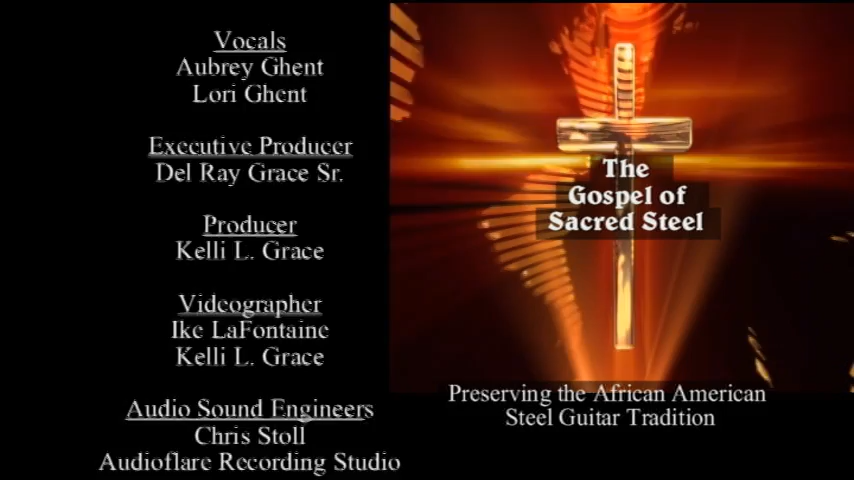 Vocals
Aubrey Ghent
Lori Ghent
Executive Producer
Del Ray Grace Sr.
Producer
Kelli L. Grace
Videographer
Ike LaFontaine
Kelli L. Grace
Audio Sound Engineers
Chris Stoll
Audioflare Recording Studio
The
Gospel of
Sacred Steel
Preserving the African American
Steel Guitar Tradition